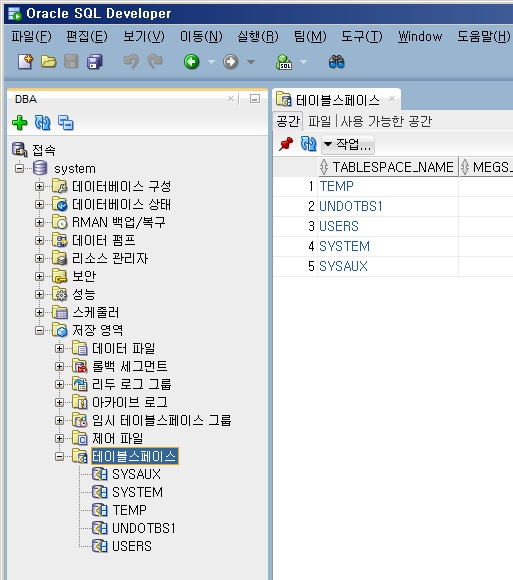 Oracle SQL Developer
파일(F) 편집(E) 보기(V) 이동(N) 실행(R) 팀(M) 도구(T) Window 도움말(H)
SQL
DBA
접속
system
데이터베이스 구성
데이터베이스 상태
RMAN 백업/복구
데이터 펌프
리소스 관리자
보안
성능
스케줄러
저장 영역
데이터 파일
롤백 세그먼트
리두 로그 그룹
아카이브 로그
임시 테이블스페이스 그룹
제어 파일
테이블스페이스
SYSAUX
SYSTEM
TEMP
UNDOTBS1
USERS
테이블스페이스
공간 파일 사용 가능한 공간
작업...
TABLESPACE_NAME MEGS_
1 TEMP
2 UNDOTBS1
3 USERS
4 SYSTEM
5 SYSAUX